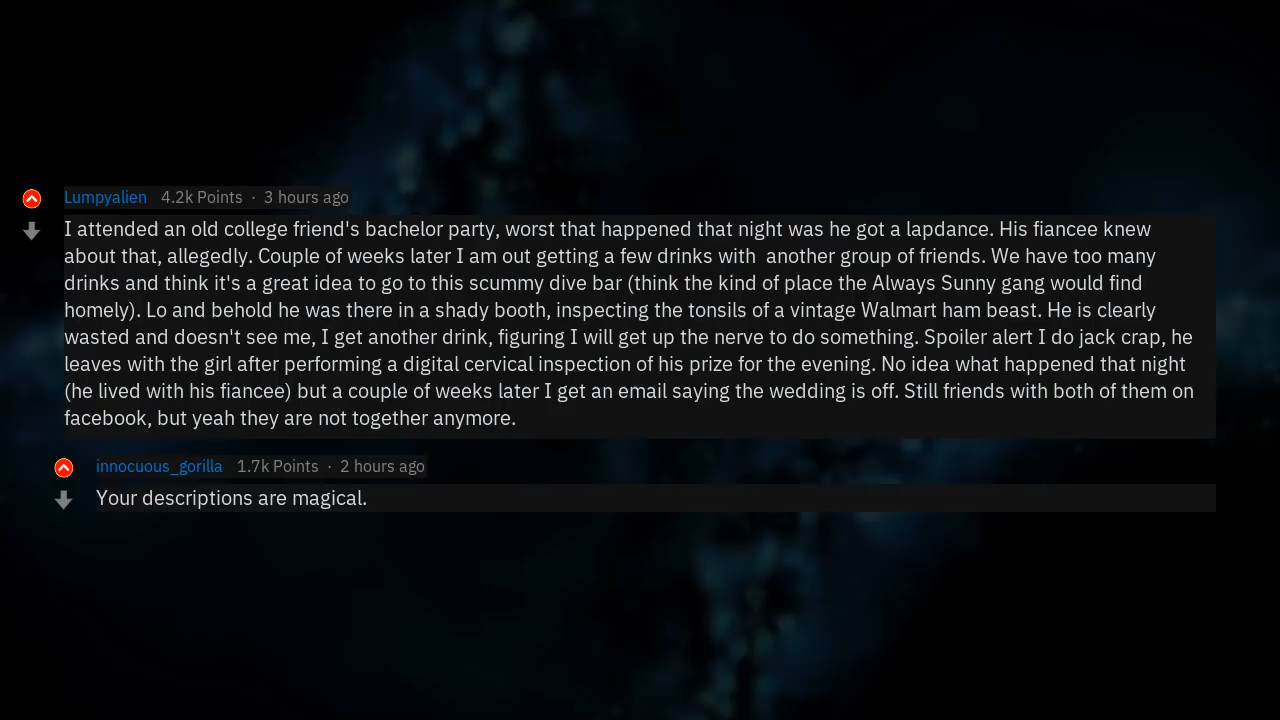 Lumpyalien 4.2k Points · 3 hours ago
I attended an old college friend's bachelor party, worst that happened that night was he got a lapdance. His fiancee knew
about that, allegedly. Couple of weeks later I am out getting a few drinks with  another group of friends. We have too many
drinks and think it's a great idea to go to this scummy dive bar (think the kind of place the Always Sunny gang would find
homely). Lo and behold he was there in a shady booth, inspecting the tonsils of a vintage Walmart ham beast. He is clearly
wasted and doesn't see me, I get another drink, figuring I will get up the nerve to do something. Spoiler alert I do jack crap, he
leaves with the girl after performing a digital cervical inspection of his prize for the evening. No idea what happened that night
(he lived with his fiancee) but a couple of weeks later I get an email saying the wedding is off. Still friends with both of them on
facebook, but yeah they are not together anymore.
innocuous_gorilla 1.7k Points · 2 hours ago
Your descriptions are magical.